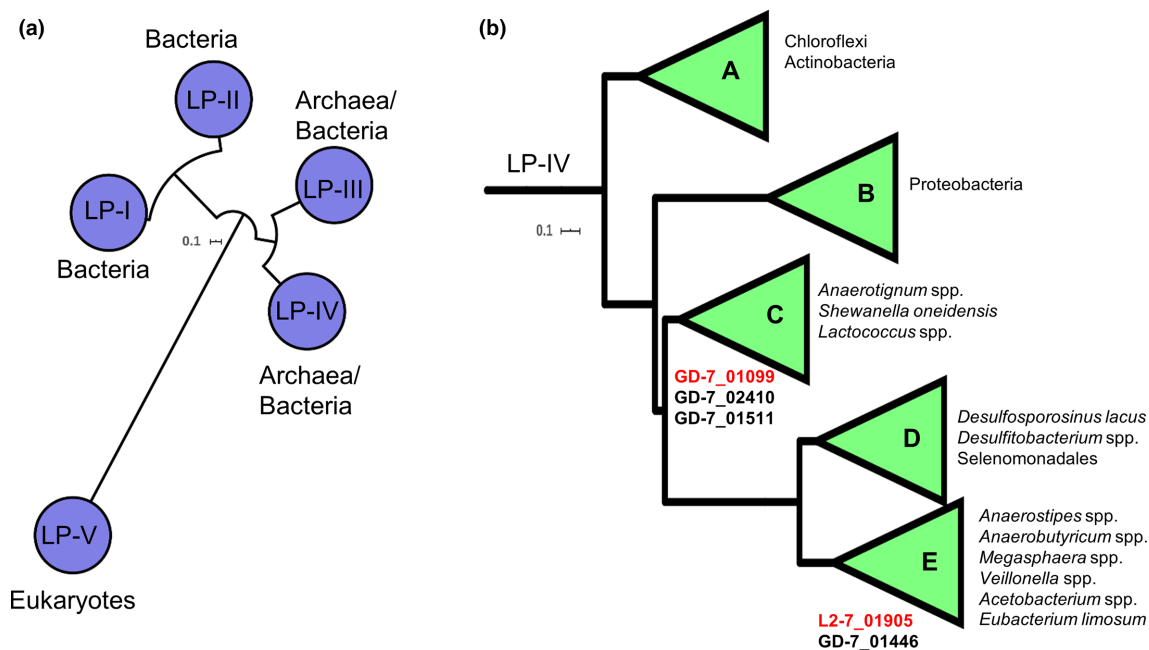 (a)
Bacteria
LP-II
Archaea/
Bacteria
LP-III
LP-I
Bacteria
0.1
LP-IV
Archaea/
Bacteria
LP-V
Eukaryotes
(b)
LP-IV
0.1
A
Chloroflexi
Actinobacteria
B
Proteobacteria
C
Anaerotignum spp.
Shewanella oneidensis
Lactococcus spp.
GD-7_01099
GD-7_02410
GD-7_01511
D
Desulfosporosinus lacus
Desulfitobacterium spp.
Selenomonadales
E
Anaerostipes spp.
Anaerobutyricum spp.
Megasphaera spp.
Veillonella spp.
Acetobacterium spp.
Eubacterium limosum
L2-7_01905
GD-7_01446